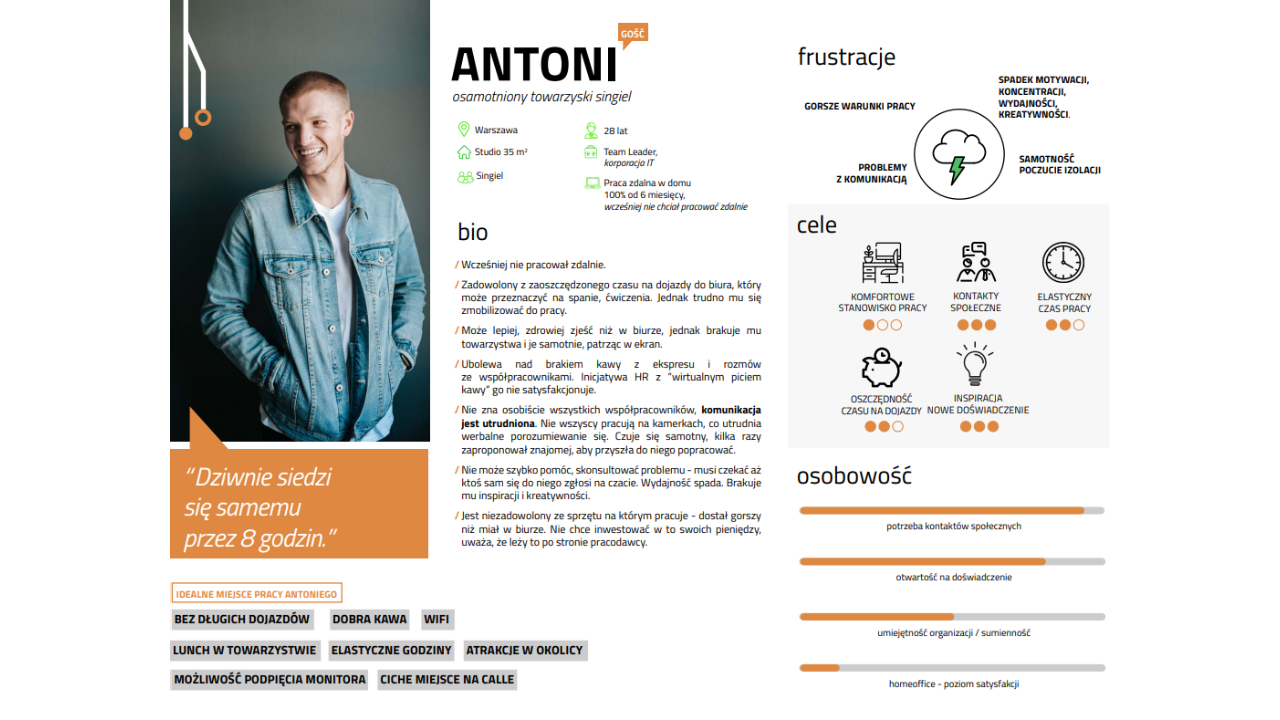 GOŚĆ
ANTONI
osamotniony towarzyski singiel
Warszawa
Studio 35 m²
Singiel
28 lat
Team Leader,
korporacja IT
Praca zdalna w domu
100% od 6 miesięcy,
wcześniej nie chciał pracować zdalnie
bio
/ Wcześniej nie pracował zdalnie.
/ Zadowolony z zaoszczędzonego czasu na dojazdy do biura, który
może przeznaczyć na spanie, ćwiczenia. Jednak trudno mu się
zmobilizować do pracy.
/ Może lepiej, zdrowiej zjeść niż w biurze, jednak brakuje mu
towarzystwa i je samotnie, patrząc w ekran.
/ Ubolewa nad brakiem kawy z ekspresu i rozmów
ze współpracownikami. Inicjatywa HR z "wirtualnym piciem
kawy" go nie satysfakcjonuje.
/ Nie zna osobiście wszystkich współpracowników, komunikacja
jest utrudniona. Nie wszyscy pracują na kamerkach, co utrudnia
werbalne porozumiewanie się. Czuje się samotny, kilka razy
zaproponował znajomej, aby przyszła do niego popracować.
/ Nie może szybko pomóc, skonsultować problemu - musi czekać aż
ktoś sam się do niego zgłosi na czacie. Wydajność spada. Brakuje
mu inspiracji i kreatywności.
/ Jest niezadowolony ze sprzętu na którym pracuje - dostał gorszy
niż miał w biurze. Nie chce inwestować w to swoich pieniędzy,
uważa, że leży to po stronie pracodawcy.
"Dziwnie siedzi
się samemu
przez 8 godzin."
IDEALNE MIEJSCE PRACY ANTONIEGO
BEZ DŁUGICH DOJAZDÓW DOBRA KAWA WIFI
LUNCH W TOWARZYSTWIE ELASTYCZNE GODZINY ATRAKCJE W OKOLICY
MOŻLIWOŚĆ PODPIĘCIA MONITORA CICHE MIEJSCE NA CALLE
frustracje
GORSZE WARUNKI PRACY
SPADEK MOTYWACJI,
KONCENTRACJI,
WYDAJNOŚCI,
KREATYWNOŚCI.
PROBLEMY
Z KOMUNIKACJĄ
SAMOTNOŚĆ
POCZUCIE IZOLACJI
cele
KOMFORTOWE
STANOWISKO PRACY
KONTAKTY
SPOŁECZNE
ELASTYCZNY
CZAS PRACY
OSZCZĘDNOŚĆ
CZASU NA DOJAZDY
INSPIRACJA
NOWE DOŚWIADCZENIE
osobowość
potrzeba kontaktów społecznych
otwartość na doświadczenie
umiejętność organizacji / sumienność
homeoffice - poziom satysfakcji